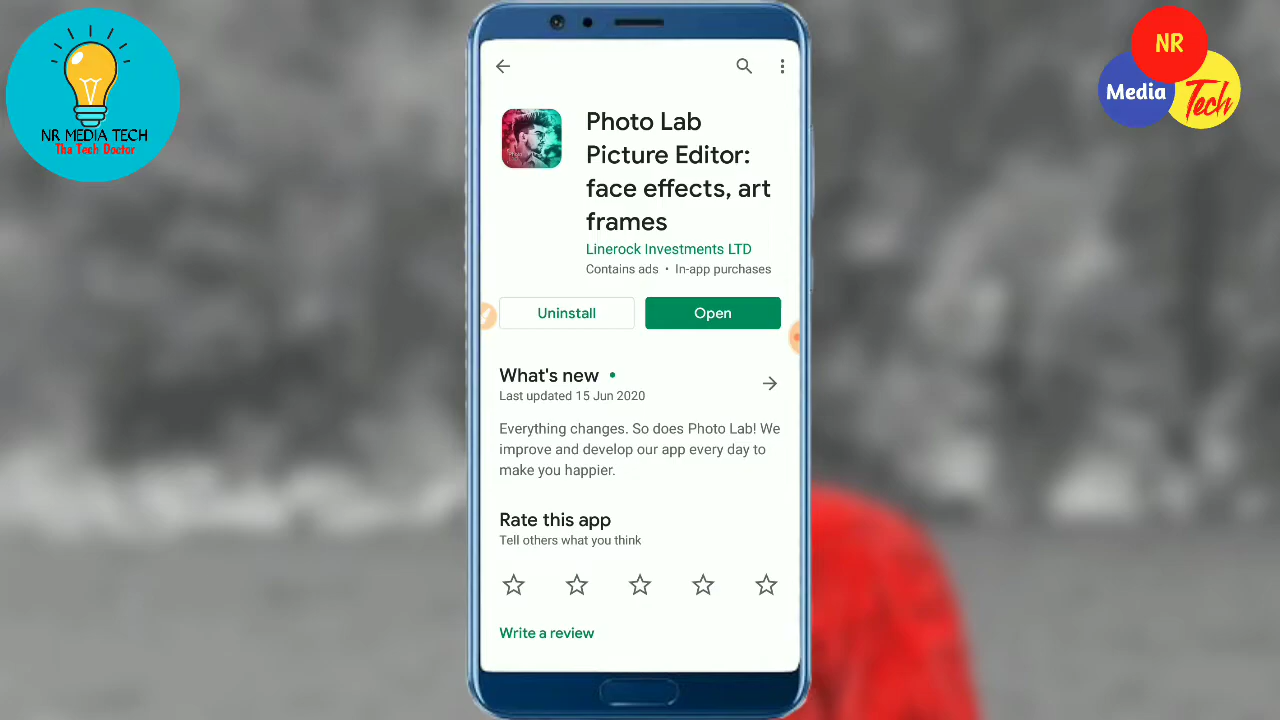 NR MEDIA TECH
Tha Tech Doctor
NR
Media
Tech
Photo Lab
Picture Editor:
face effects, art
frames
Linerock Investments LTD
Contains ads • In-app purchases
Uninstall
Open
What's new •
Last updated 15 Jun 2020
Everything changes. So does Photo Lab! We
improve and develop our app every day to
make you happier.
Rate this app
Tell others what you think
Write a review